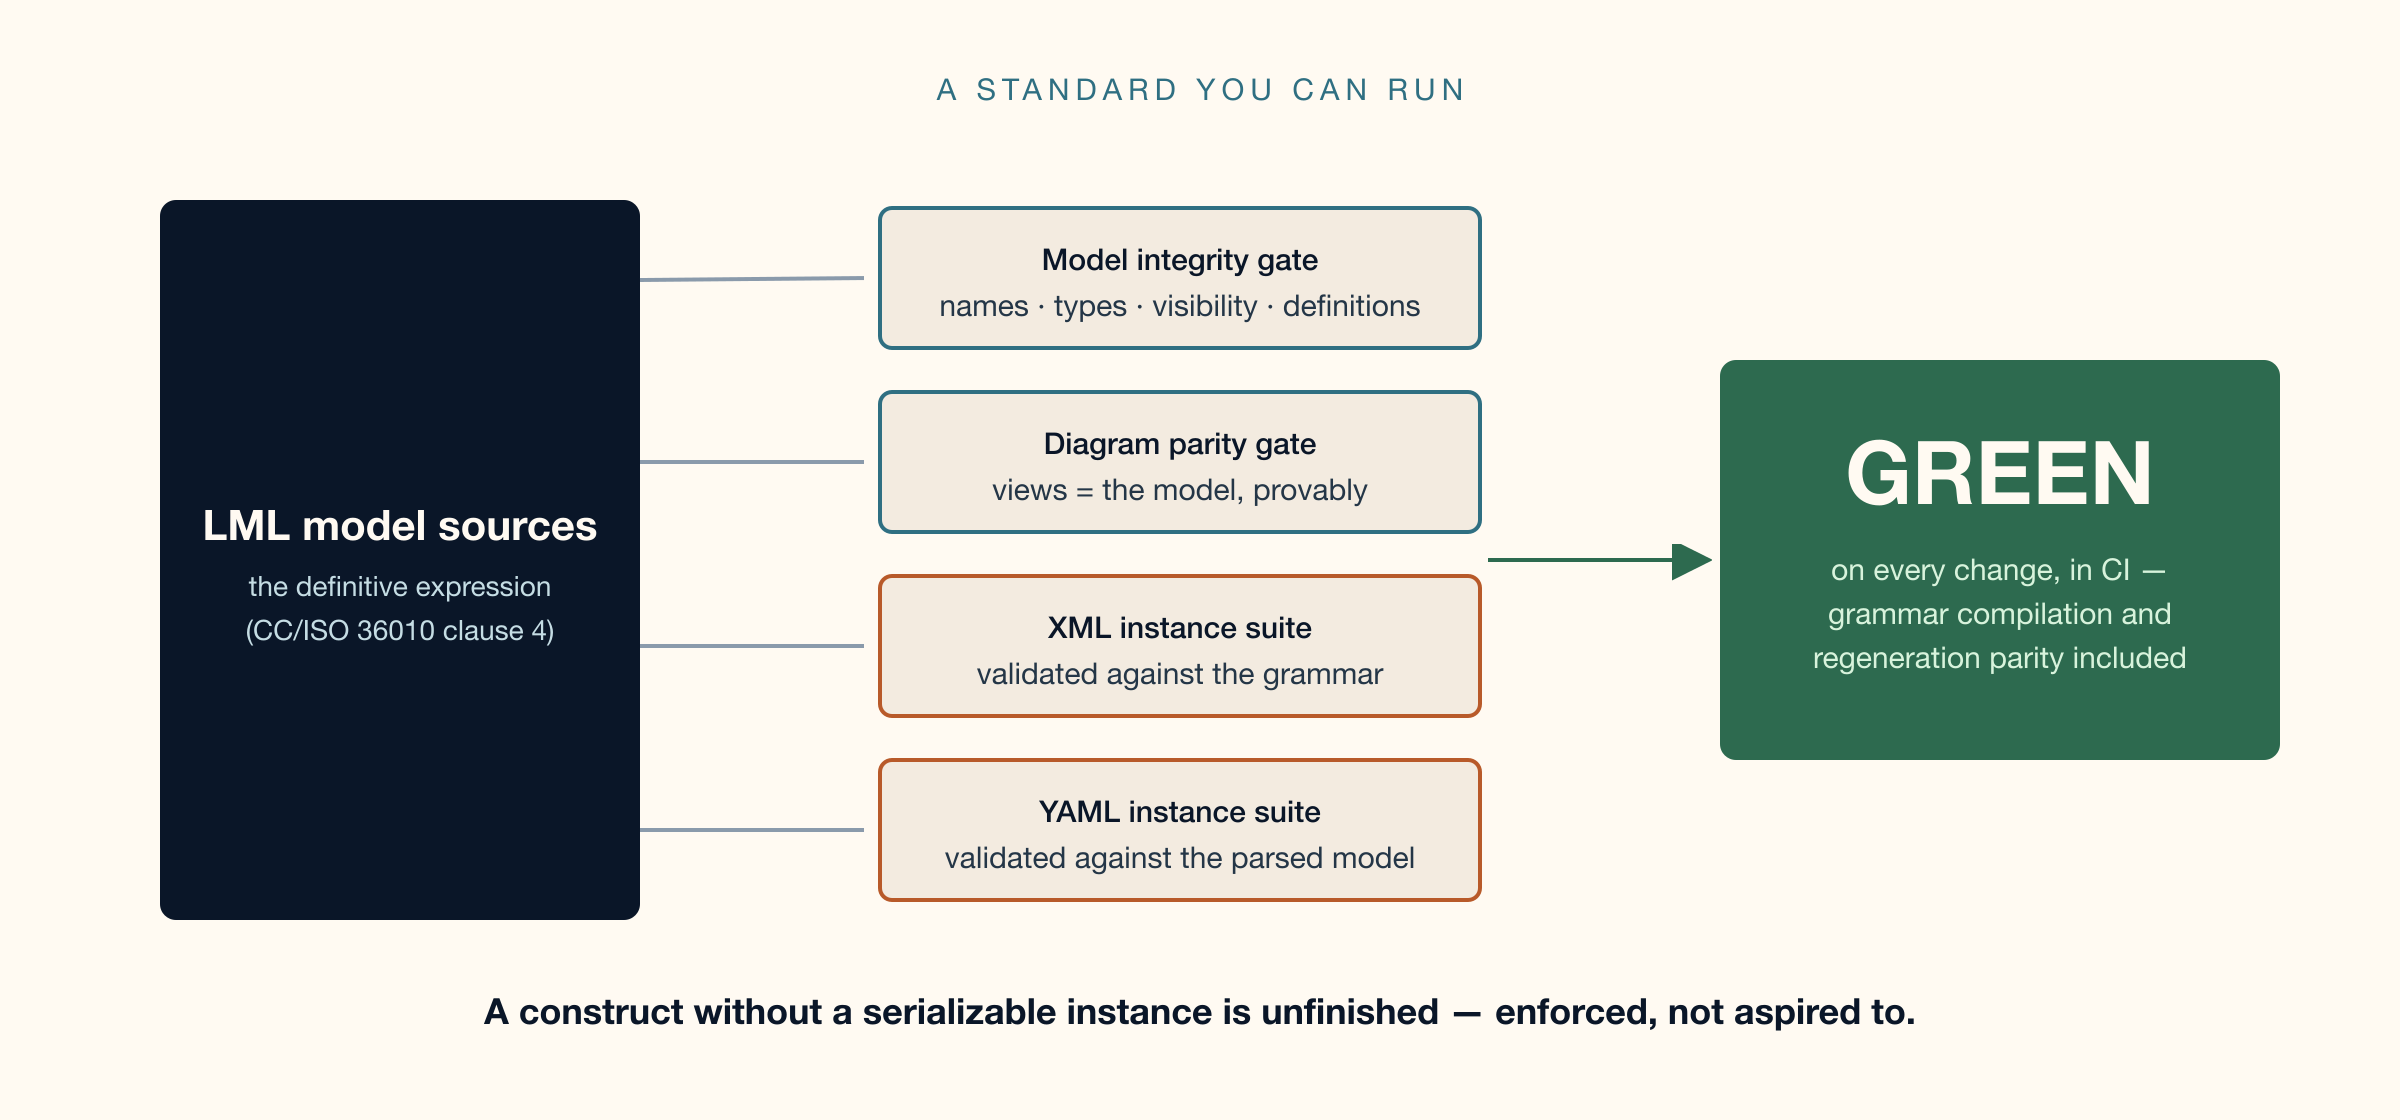 A STANDARD YOU CAN RUN
LML model sources
the definitive expression
(CC/ISO 36010 clause 4)
Model integrity gate
names · types · visibility · definitions
Diagram parity gate
views = the model, provably
XML instance suite
validated against the grammar
YAML instance suite
validated against the parsed model
GREEN
on every change, in CI —
grammar compilation and
regeneration parity included
A construct without a serializable instance is unfinished — enforced, not aspired to.